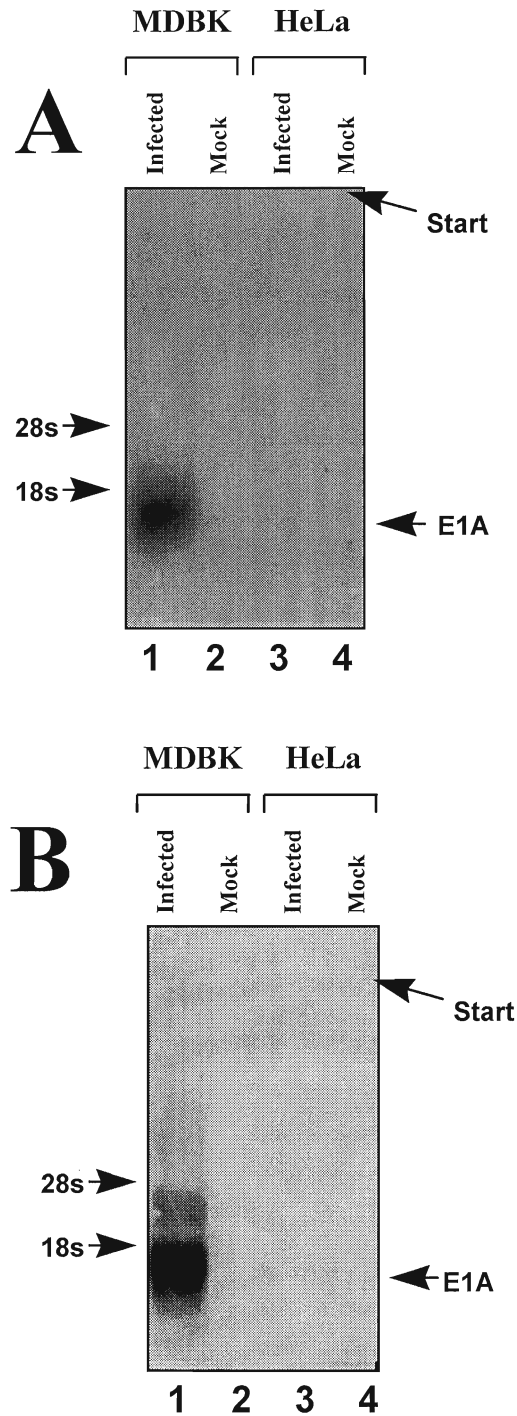 MDBK HeLa
A
Infected Mock Infected Mock
Start
28s
18s
E1A
1 2 3 4
MDBK HeLa
B
Infected Mock Infected Mock
Start
28s
18s
E1A
1 2 3 4